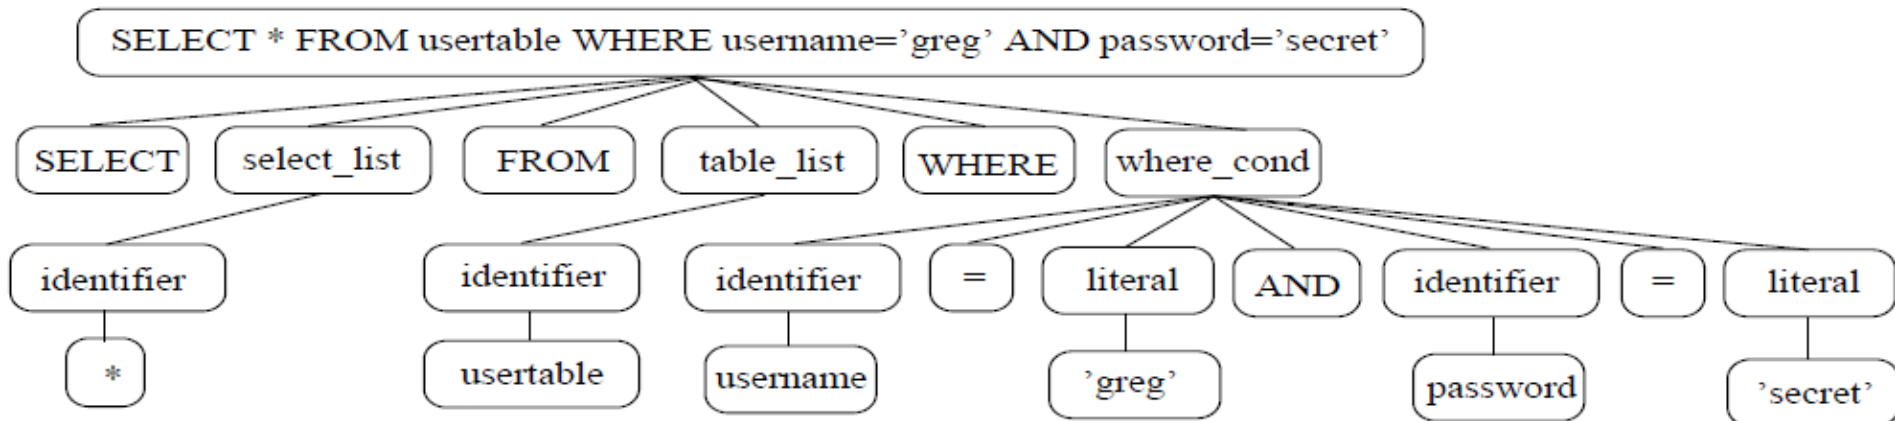 SELECT * FROM usertable WHERE username=’greg’ AND password=’secret’
SELECT select_list FROM table_list WHERE where_cond
identifier identifier identifier = literal AND identifier = literal
* usertable username ’greg’ password ’secret’